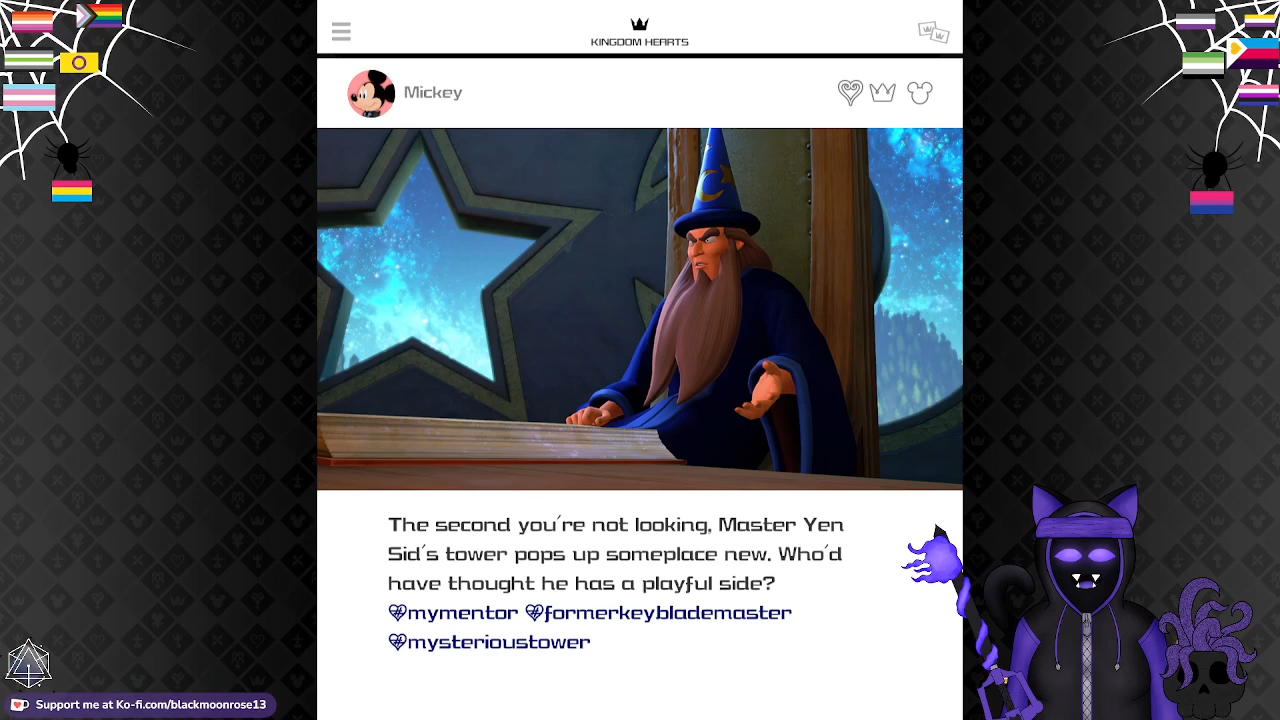 KINGDOM HEARTS
Mickey
The second you're not looking, Master Yen
Sid's tower pops up someplace new. Who'd
have thought he has a playful side?
#mymentor #formerkeyblademaster
#mysterioustower
Support me at Ko-fi.com/blackmoonrose13